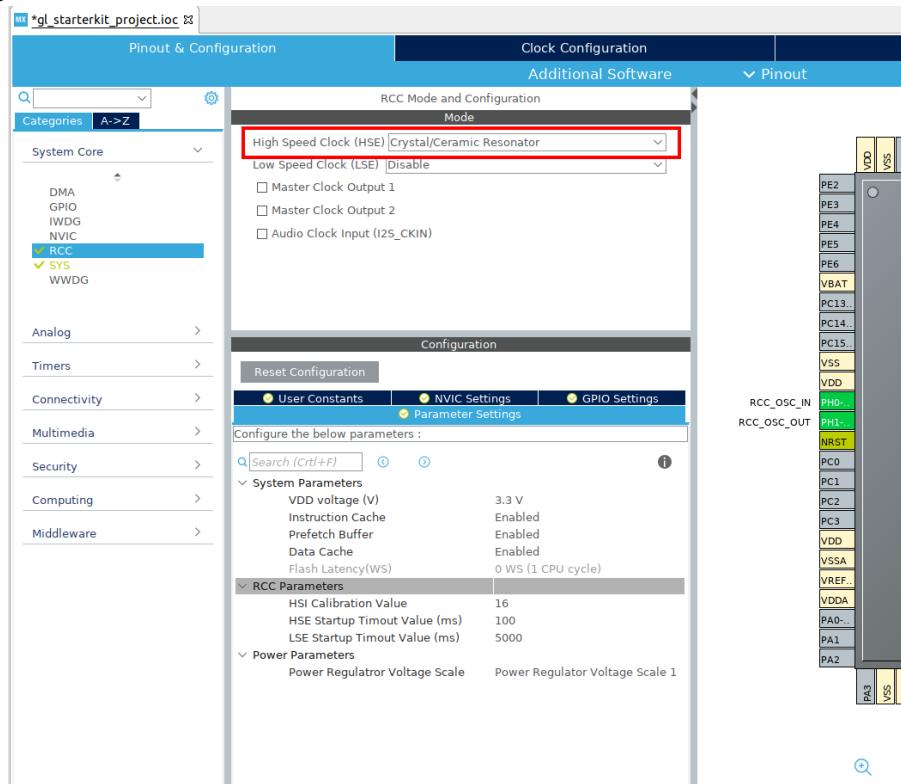 MX *gl_starterkit_project.ioc
Pinout & Configuration
Clock Configuration
Additional Software
Pinout
Categories
A->Z
System Core
DMA
GPIO
IWDG
NVIC
RCC
SYS
WWDG
Analog
Timers
Connectivity
Multimedia
Security
Computing
Middleware
RCC Mode and Configuration
Mode
High Speed Clock (HSE) Crystal/Ceramic Resonator
Low Speed Clock (LSE) Disable
Master Clock Output 1
Master Clock Output 2
Audio Clock Input (I2S_CKIN)
Configuration
Reset Configuration
User Constants
NVIC Settings
GPIO Settings
Parameter Settings
Configure the below parameters :
Search (Crtl+F)
System Parameters
VDD voltage (V) 3.3 V
Instruction Cache Enabled
Prefetch Buffer Enabled
Data Cache Enabled
Flash Latency(WS) 0 WS (1 CPU cycle)
RCC Parameters
HSI Calibration Value 16
HSE Startup Timout Value (ms) 100
LSE Startup Timout Value (ms) 5000
Power Parameters
Power Regulatror Voltage Scale Power Regulator Voltage Scale 1
VDD
VSS
PE2
PE3
PE4
PE5
PE6
VBAT
PC13..
PC14..
PC15..
VSS
VDD
RCC_OSC_IN PH0-..
RCC_OSC_OUT PH1-..
NRST
PC0
PC1
PC2
PC3
VDD
VSSA
VREF..
VDDA
PA0-..
PA1
PA2
PA3
VSS